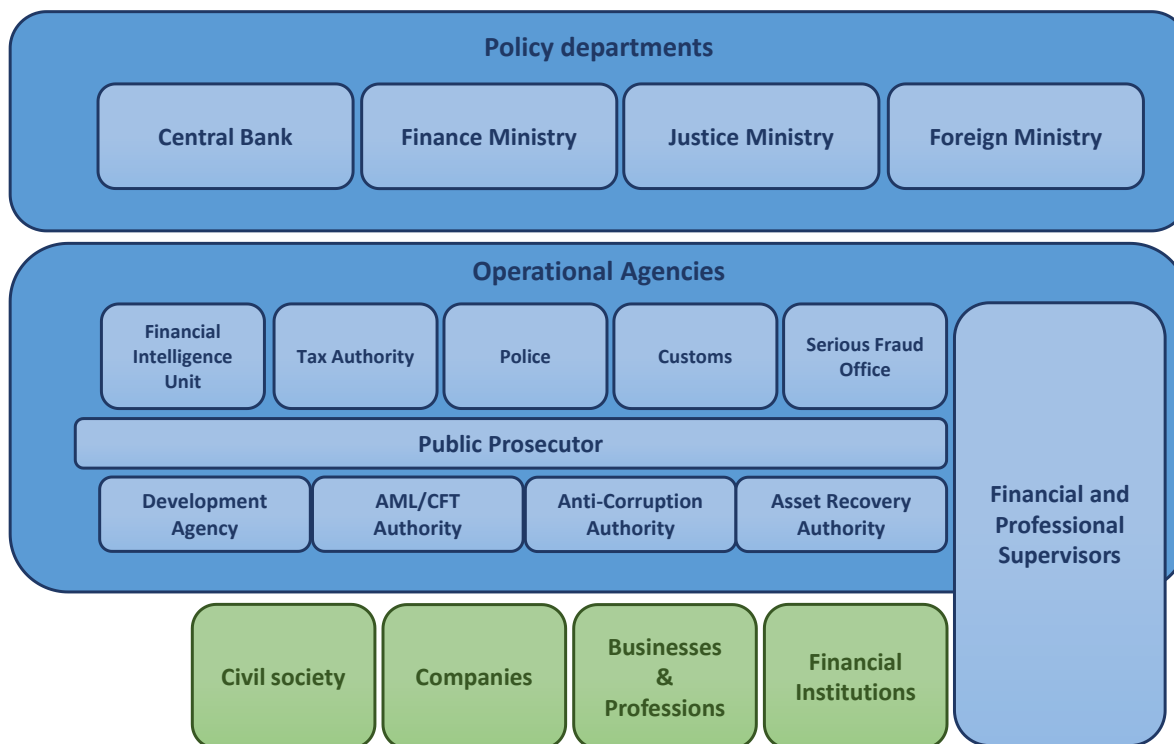 Policy departments
Central Bank
Finance Ministry
Justice Ministry
Foreign Ministry
Operational Agencies
Financial
Intelligence
Unit
Tax Authority
Police
Customs
Serious Fraud
Office
Public Prosecutor
Development
Agency
AML/CFT
Authority
Anti-Corruption
Authority
Asset Recovery
Authority
Financial and
Professional
Supervisors
Civil society
Companies
Businesses
&
Professions
Financial
Institutions